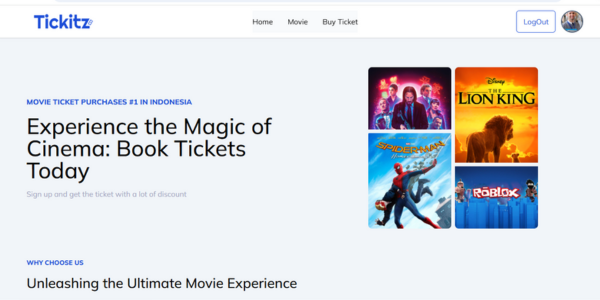 Tickitz
Home Movie Buy Ticket
LogOut
MOVIE TICKET PURCHASES #1 IN INDONESIA
Experience the Magic of
Cinema: Book Tickets
Today
Sign up and get the ticket with a lot of discount
Disney
THE
LION KING
SPIDER-MAN
ROBLOX
WHY CHOOSE US
Unleashing the Ultimate Movie Experience